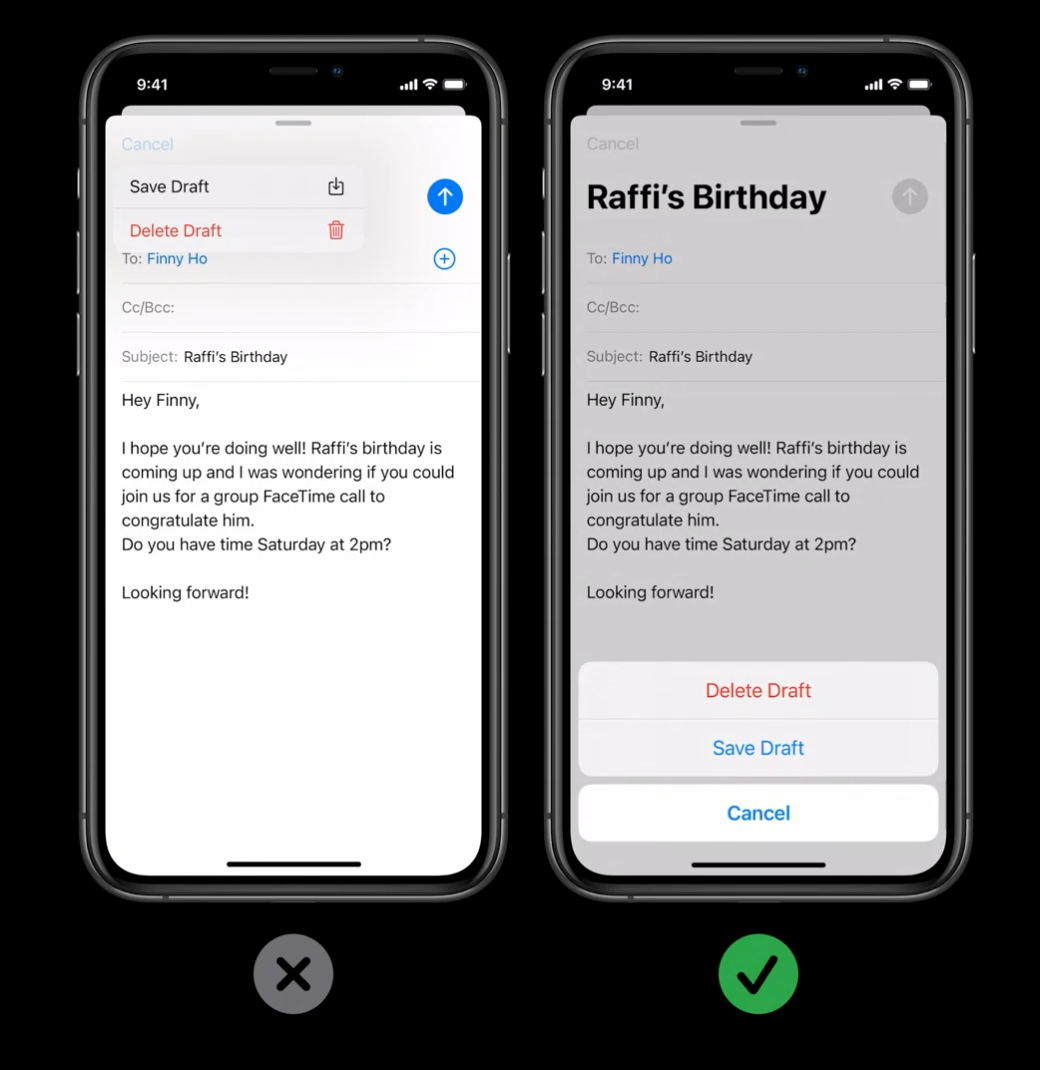 9:41
Cancel
Save Draft
Delete Draft
To: Finny Ho
Cc/Bcc:
Subject: Raffi’s Birthday
Hey Finny,
I hope you’re doing well! Raffi’s birthday is
coming up and I was wondering if you could
join us for a group FaceTime call to
congratulate him.
Do you have time Saturday at 2pm?
Looking forward!
9:41
Cancel
Raffi’s Birthday
To: Finny Ho
Cc/Bcc:
Subject: Raffi’s Birthday
Hey Finny,
I hope you’re doing well! Raffi’s birthday is
coming up and I was wondering if you could
join us for a group FaceTime call to
congratulate him.
Do you have time Saturday at 2pm?
Looking forward!
Delete Draft
Save Draft
Cancel